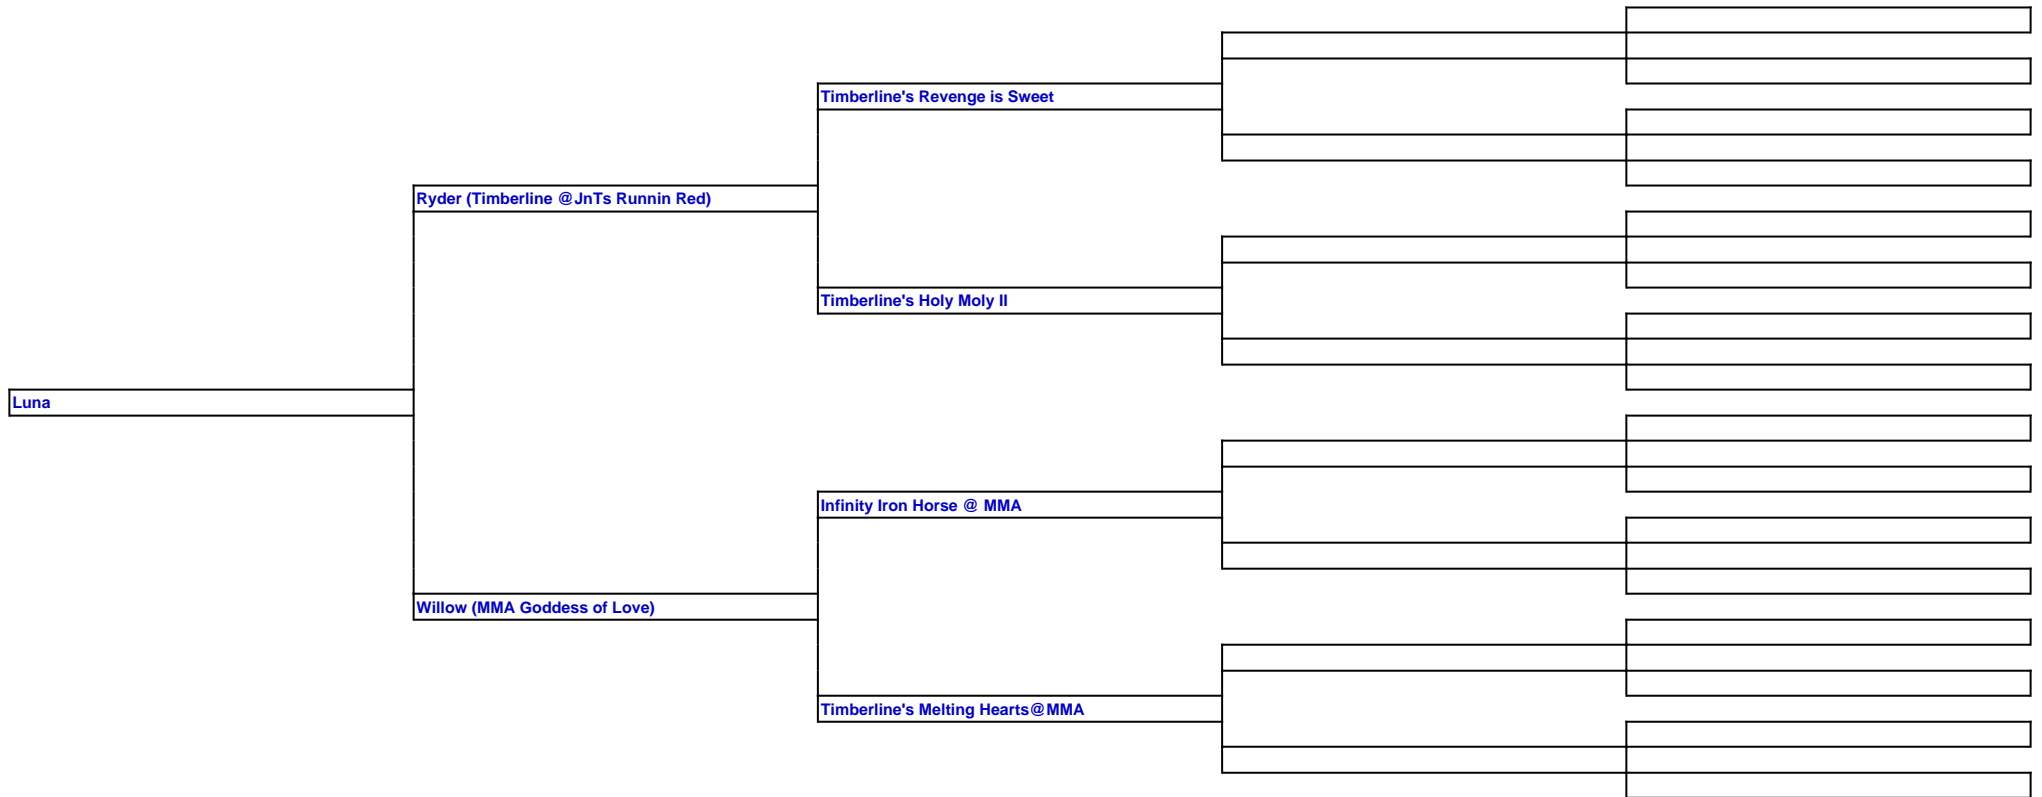 Timberline's Revenge is Sweet
Ryder (Timberline @JnTs Runnin Red)
Timberline's Holy Moly II
Luna
Infinity Iron Horse @ MMA
Willow (MMA Goddess of Love)
Timberline's Melting Hearts@MMA